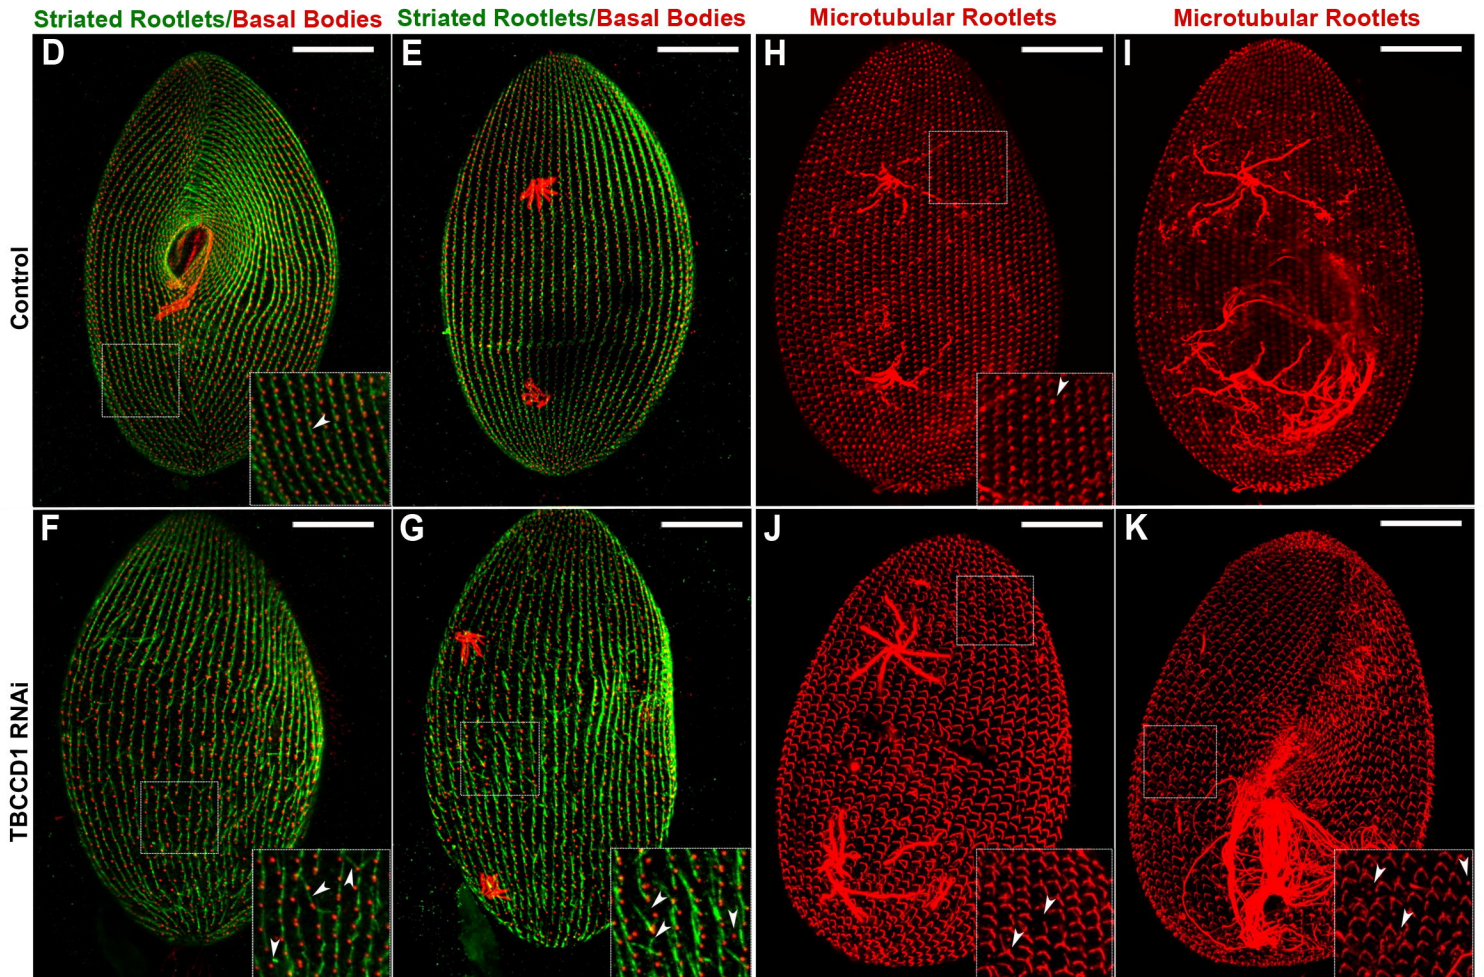 Striated Rootlets/Basal Bodies
Striated Rootlets/Basal Bodies
Microtubular Rootlets
Microtubular Rootlets
Control
D
E
H
I
TBCCD1 RNAi
F
G
J
K